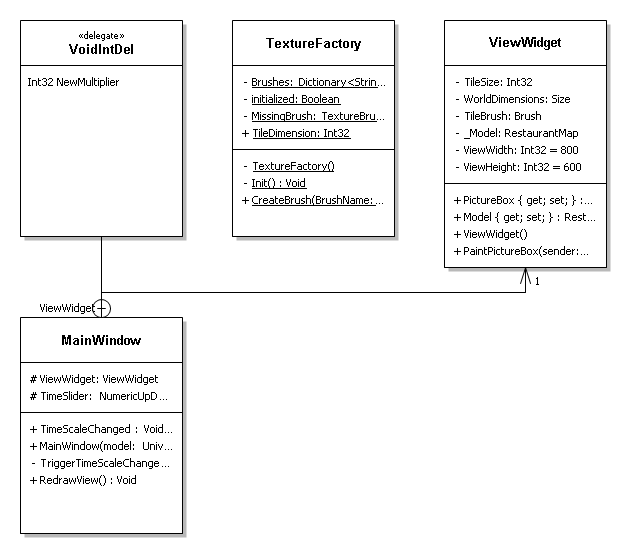 «delegate»
VoidIntDel
Int32 NewMultiplier
TextureFactory
- Brushes: Dictionary<Strin...
- initialized: Boolean
- MissingBrush: TextureBru...
+ TileDimension: Int32
- TextureFactory()
- Init() : Void
+ CreateBrush(BrushName:...
ViewWidget
- TileSize: Int32
- WorldDimensions: Size
- TileBrush: Brush
- _Model: RestaurantMap
- ViewWidth: Int32 = 800
- ViewHeight: Int32 = 600
+ PictureBox { get; set; } :...
+ Model { get; set; } : Rest...
+ ViewWidget()
+ PaintPictureBox(sender:...
1
ViewWidget
MainWindow
# ViewWidget: ViewWidget
# TimeSlider: NumericUpD...
+ TimeScaleChanged : Void...
+ MainWindow(model: Univ...
- TriggerTimeScaleChange...
+ RedrawView() : Void